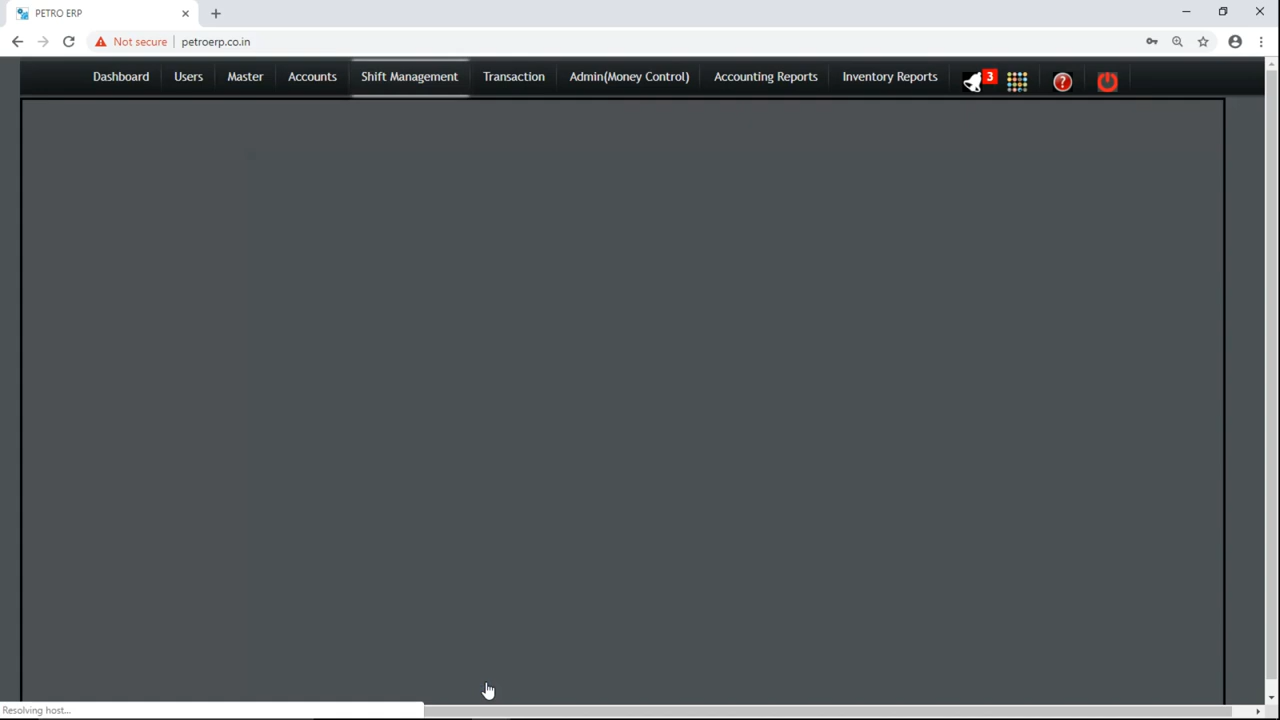 PETRO ERP
Not secure petroerp.co.in
Dashboard Users Master Accounts Shift Management Transaction Admin(Money Control) Accounting Reports Inventory Reports 3 ?
Resolving host...